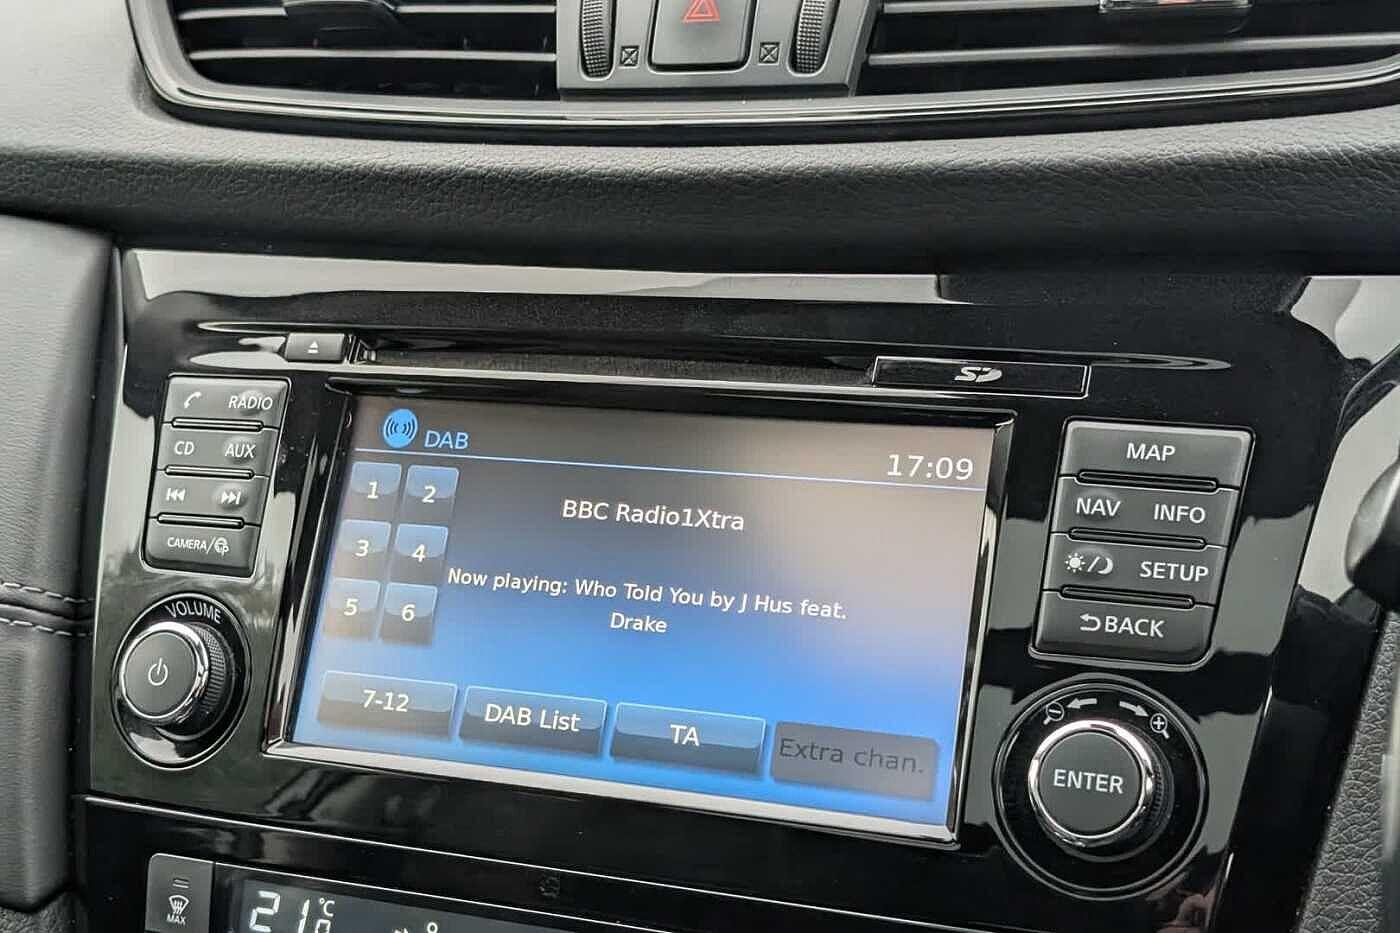 SD
RADIO
CD AUX
CAMERA/
VOLUME
DAB
17:09
1 2
3 4
5 6
BBC Radio1Xtra
Now playing: Who Told You by J Hus feat.
Drake
7-12
DAB List
TA
Extra chan.
MAP
NAV INFO
SETUP
BACK
ENTER
MAX